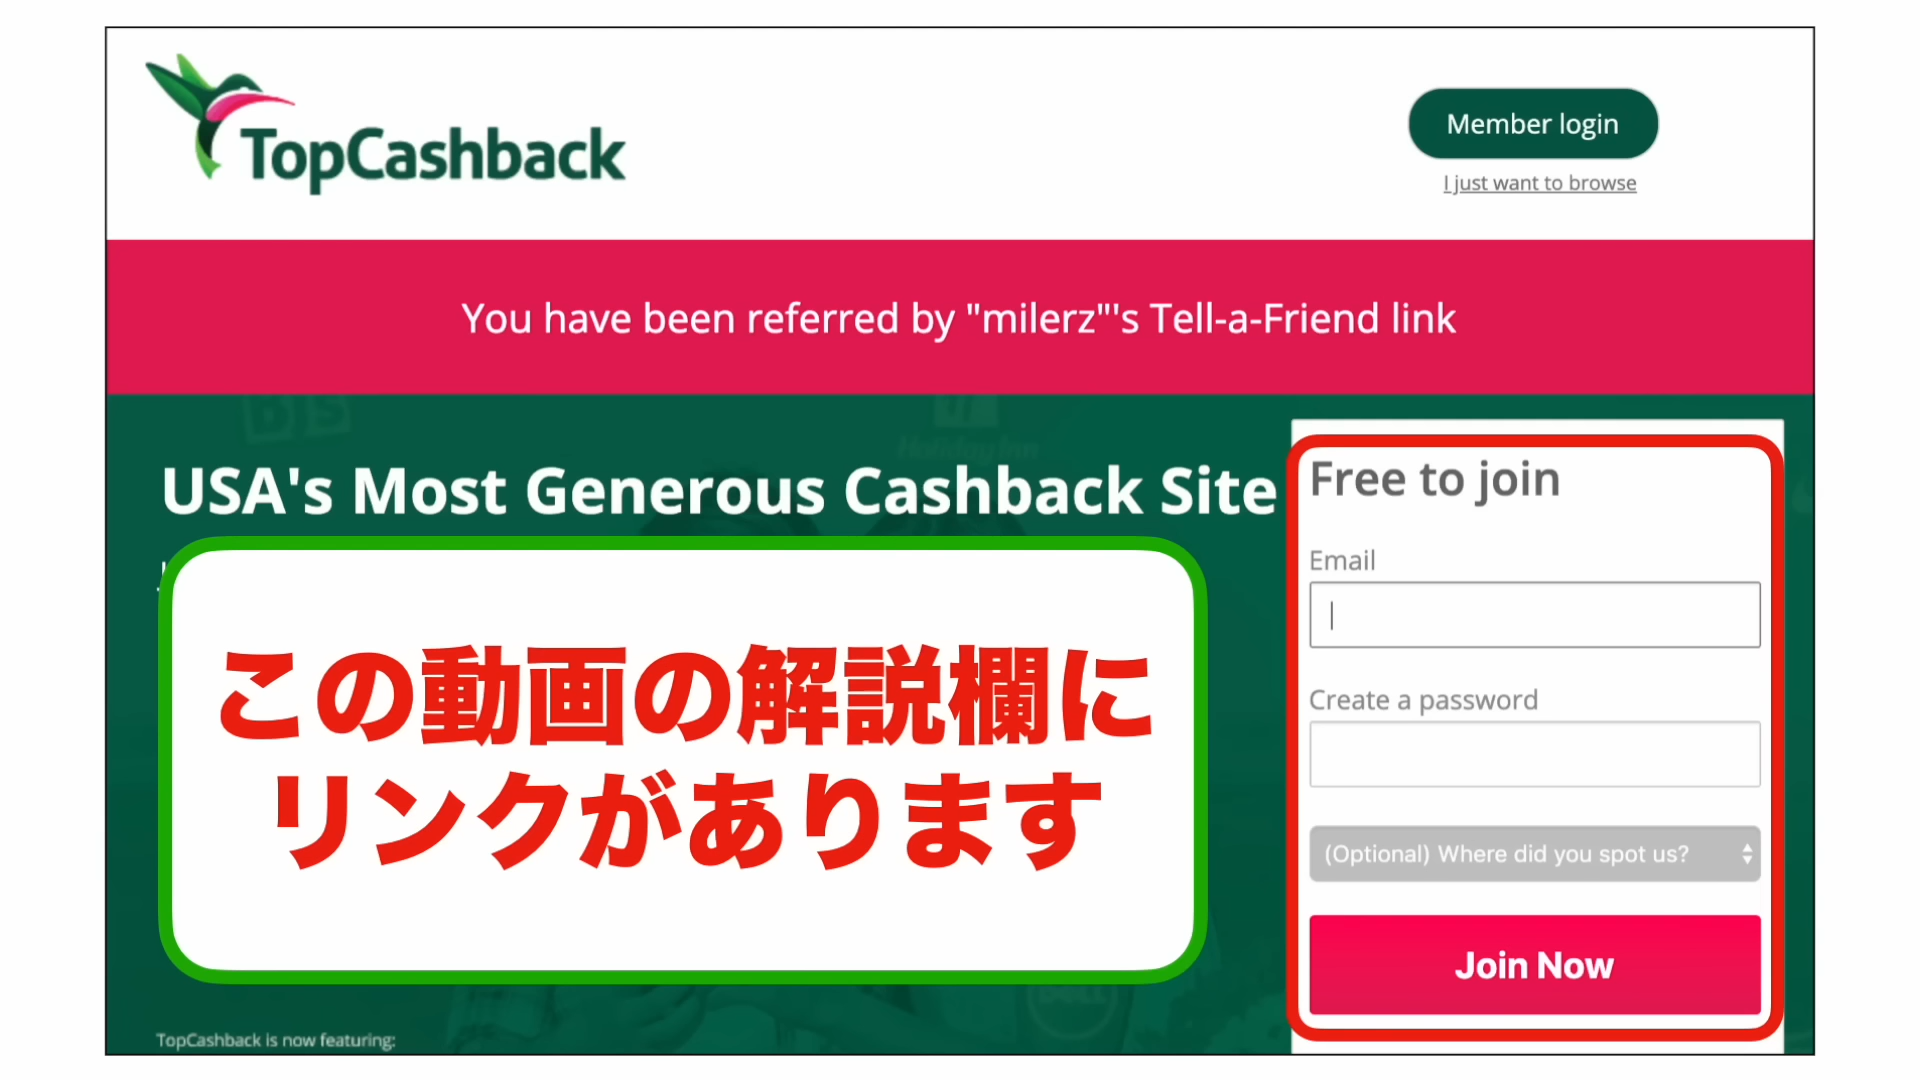 TopCashback
Member login
I just want to browse
You have been referred by "milerz"'s Tell-a-Friend link
USA's Most Generous Cashback Site
この動画の解説欄に
リンクがあります
TopCashback is now featuring:
Free to join
Email
Create a password
(Optional) Where did you spot us?
Join Now